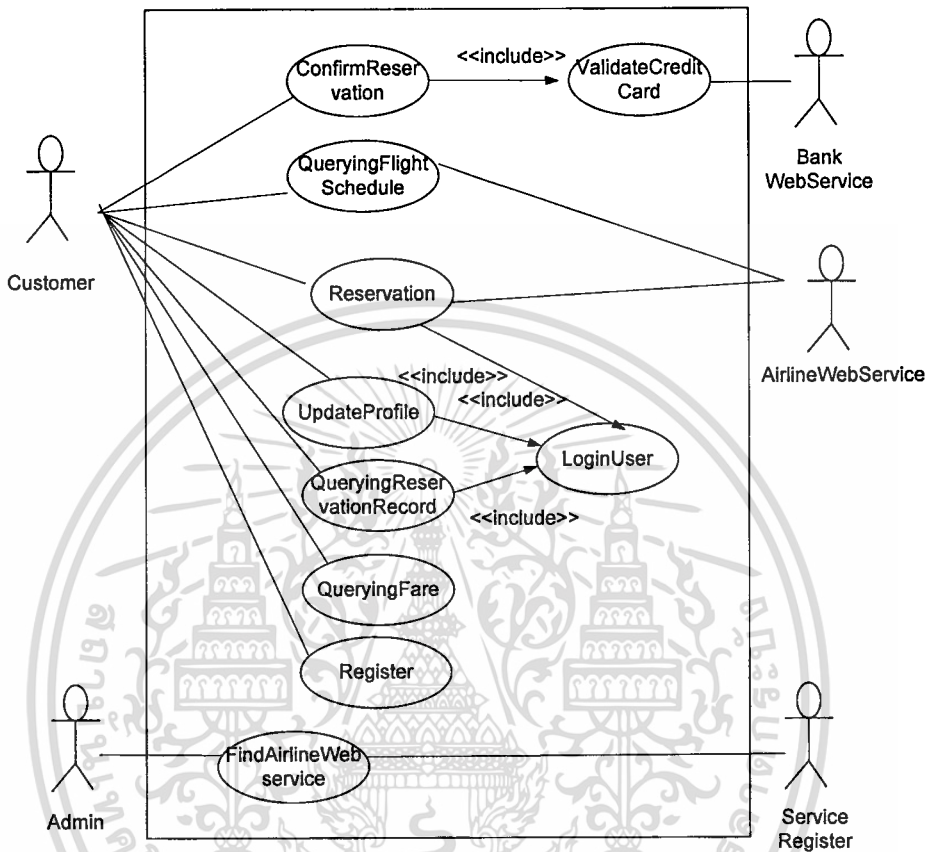 <<include>>
ConfirmReser
vation
ValidateCredit
Card
Bank
WebService
QueryingFlight
Schedule
Customer
Reservation
AirlineWebService
<<include>>
<<include>>
UpdateProfile
LoginUser
QueryingReser
vationRecord
<<include>>
QueryingFare
Register
FindAirlineWeb
service
Admin
Service
Register